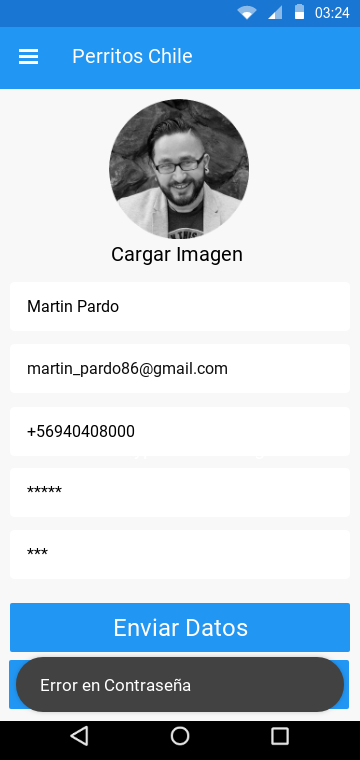 03:24
Perritos Chile
Cargar Imagen
Martin Pardo
martin_pardo86@gmail.com
+56940408000
*****
***
Enviar Datos
Error en Contraseña